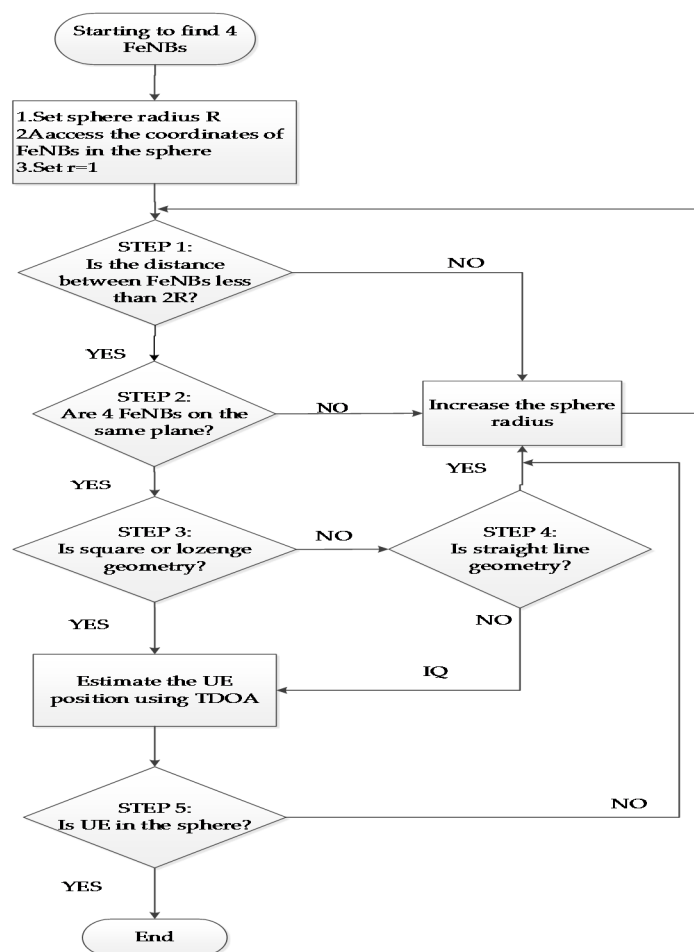 Starting to find 4
FeNBs
1.Set sphere radius R
2Aaccess the coordinates of
FeNBs in the sphere
3.Set r=1
STEP 1:
Is the distance
between FeNBs less
than 2R?
NO
YES
STEP 2:
Are 4 FeNBs on the
same plane?
NO
Increase the sphere
radius
YES
YES
STEP 3:
Is square or lozenge
geometry?
NO
STEP 4:
Is straight line
geometry?
YES
NO
Estimate the UE
position using TDOA
IQ
STEP 5:
Is UE in the sphere?
NO
YES
End